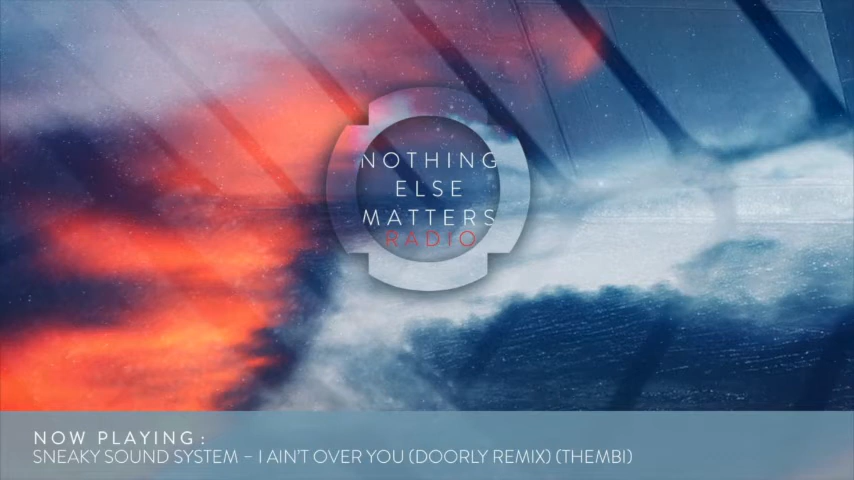 NOTHING
ELSE
MATTERS
RADIO
NOW PLAYING:
SNEAKY SOUND SYSTEM – I AIN'T OVER YOU (DOORLY REMIX) (THEMBI)